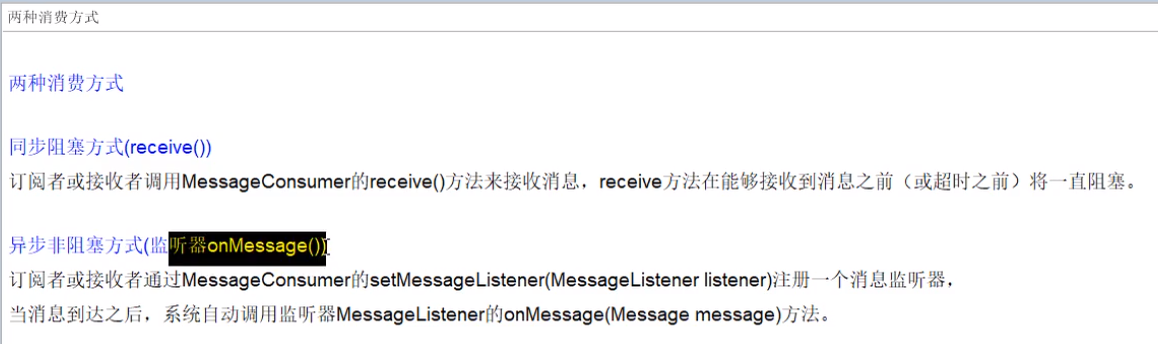 两种消费方式
两种消费方式
同步阻塞方式(receive())
订阅者或接收者调用MessageConsumer的receive()方法来接收消息，receive方法在能够接收到消息之前（或超时之前）将一直阻塞。
异步非阻塞方式(监听器onMessage())
订阅者或接收者通过MessageConsumer的setMessageListener(MessageListener listener)注册一个消息监听器，
当消息到达之后，系统自动调用监听器MessageListener的onMessage(Message message)方法。